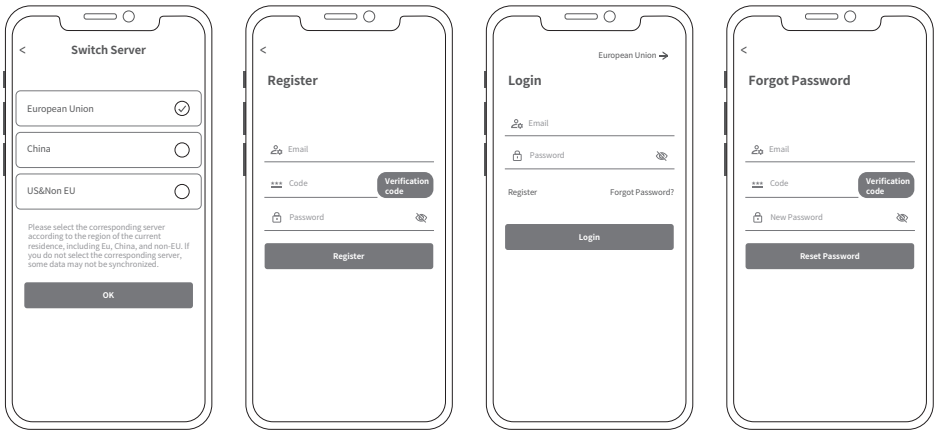 <
Switch Server
European Union
China
US&Non EU
Please select the corresponding server
according to the region of the current
residence, including Eu, China, and non-EU. If
you do not select the corresponding server,
some data may not be synchronized.
OK
<
Register
Email
Code
Verification
code
Password
Register
European Union →
Login
Email
Password
Register
Forgot Password?
Login
<
Forgot Password
Email
Code
Verification
code
New Password
Reset Password